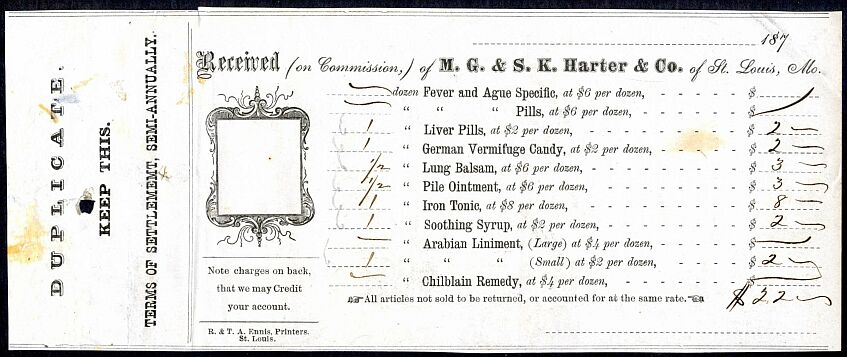 DUPLICATE.
KEEP THIS.
TERMS OF SETTLEMEMT, SEMI-ANNUALLY.
187
Received (on Commission,) of M. G. & S. K. Harter & Co. of St. Louis, Mo.
dozen Fever and Ague Specific, at $6 per dozen, - - - - $
" " " Pills, at $6 per dozen, - - - - $
1 " Liver Pills, at $2 per dozen, - - - - - - - $ 2
1 " German Vermifuge Candy, at $2 per dozen, - - - - $ 2
1/2 " Lung Balsam, at $6 per dozen, - - - - - - $ 3
1/2 " Pile Ointment, at $6 per dozen, - - - - - - $ 3
1 " Iron Tonic, at $8 per dozen, - - - - - - - $ 8
1 " Soothing Syrup, at $2 per dozen, - - - - - - $ 2
" Arabian Liniment, (Large) at $4 per dozen, - - - - $
1 " " " (Small) at $2 per dozen, - - - - $ 2
" Chilblain Remedy, at $4 per dozen, - - - - - - $
☞All articles not sold to be returned, or accounted for at the same rate.☜
$22
Note charges on back,
that we may Credit
your account.
R. & T. A. Ennis, Printers.
St. Louis.